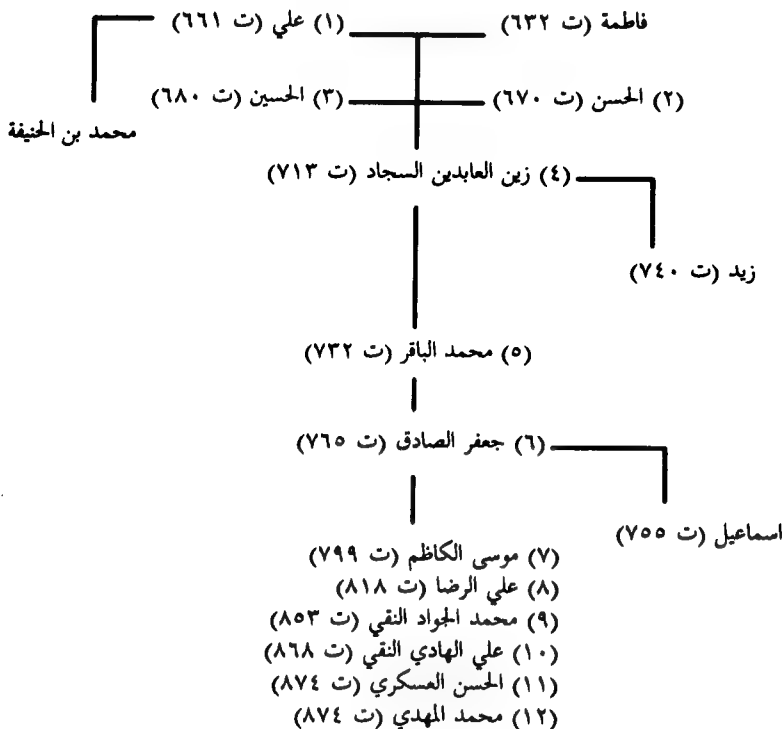 فاطمة (ت ٦٣٢)
(١) علي (ت ٦٦١)
(٢) الحسن (ت ٦٧٠)
(٣) الحسين (ت ٦٨٠)
محمد بن الحنيفة
(٤) زين العابدين السجاد (ت ٧١٣)
زيد (ت ٧٤٠)
(٥) محمد الباقر (ت ٧٣٢)
(٦) جعفر الصادق (ت ٧٦٥)
اسماعيل (ت ٧٥٥)
(٧) موسى الكاظم (ت ٧٩٩)
(٨) علي الرضا (ت ٨١٨)
(٩) محمد الجواد النقي (ت ٨٥٣)
(١٠) علي الهادي النقي (ت ٨٦٨)
(١١) الحسن العسكري (ت ٨٧٤)
(١٢) محمد المهدي (ت ٨٧٤)